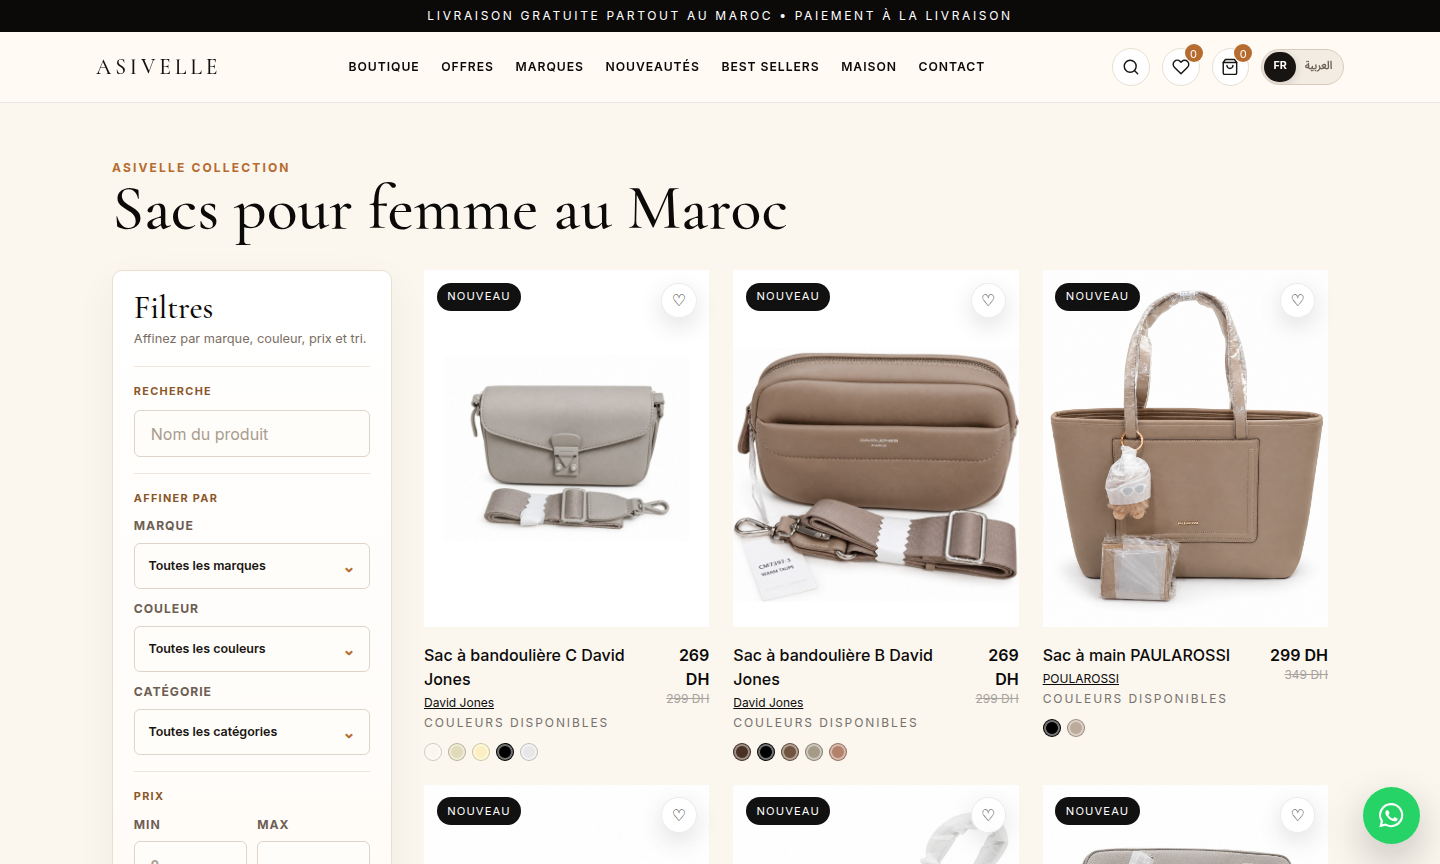 LIVRAISON GRATUITE PARTOUT AU MAROC • PAIEMENT À LA LIVRAISON
ASIVELLE
BOUTIQUE OFFRES MARQUES NOUVEAUTÉS BEST SELLERS MAISON CONTACT
0 0 FR العربية
ASIVELLE COLLECTION
Sacs pour femme au Maroc
Filtres
Affinez par marque, couleur, prix et tri.
RECHERCHE
Nom du produit
AFFINER PAR
MARQUE
Toutes les marques
COULEUR
Toutes les couleurs
CATÉGORIE
Toutes les catégories
PRIX
MIN MAX
NOUVEAU
Sac à bandoulière C David Jones
269 DH
299 DH
David Jones
COULEURS DISPONIBLES
NOUVEAU
CM7397-3
WARM TAUPE
Sac à bandoulière B David Jones
269 DH
299 DH
David Jones
COULEURS DISPONIBLES
NOUVEAU
Sac à main PAULAROSSI
299 DH
349 DH
POULAROSSI
COULEURS DISPONIBLES
NOUVEAU
NOUVEAU
NOUVEAU